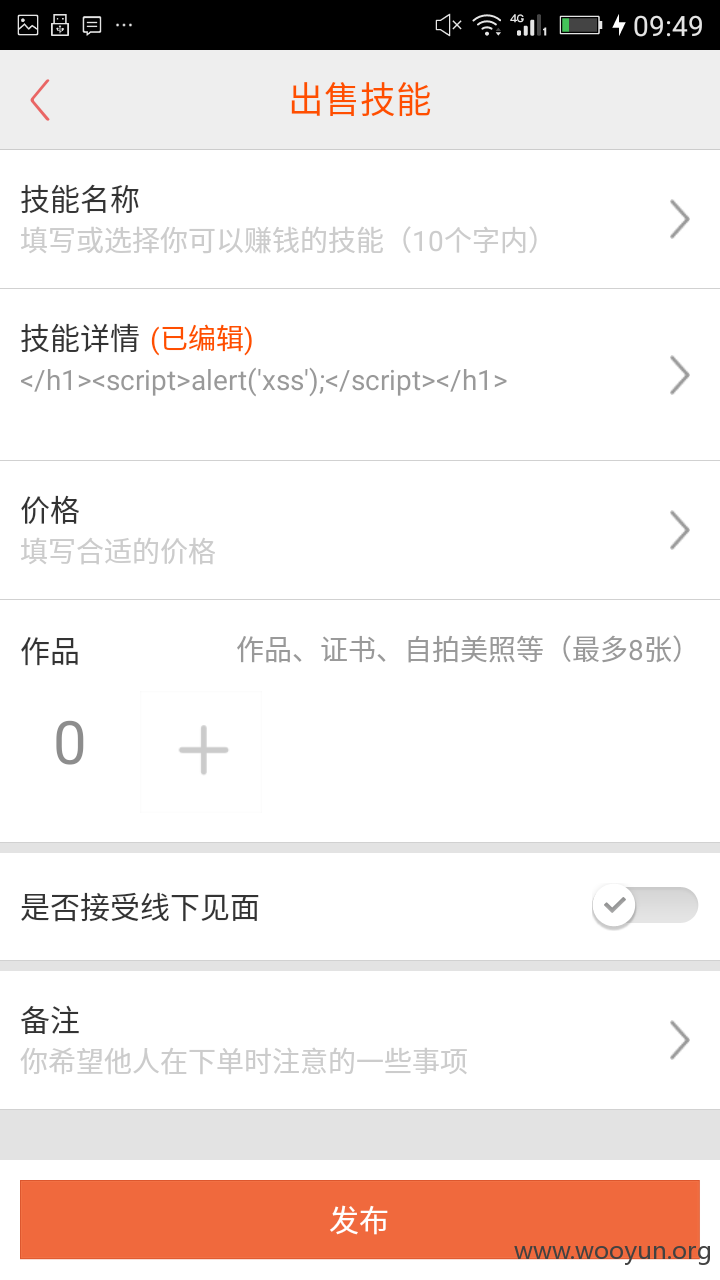 4G 1 09:49
出售技能
技能名称
填写或选择你可以赚钱的技能（10个字内）
技能详情 (已编辑)
</h1><script>alert('xss');</script></h1>
价格
填写合适的价格
作品 作品、证书、自拍美照等（最多8张）
0
是否接受线下见面
备注
你希望他人在下单时注意的一些事项
发布
www.wooyun.org